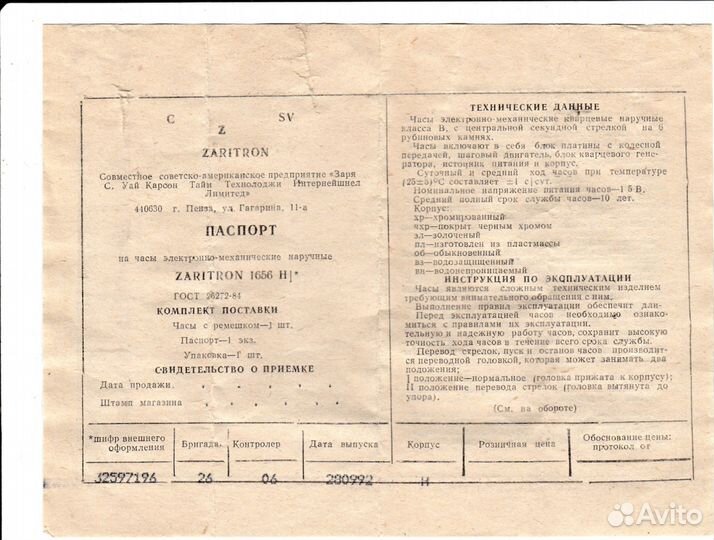 С SV
Z
ZARITRON
Совместное советско-американское предприятие «Заря
С. Уай Карсон Тайм Технолоджи Интернейшнел
Лимитед»
440630 г. Пенза, ул. Гагарина, 11-а
ПАСПОРТ
на часы электронно-механические наручные
ZARITRON 1656 Н|*
ГОСТ 26272-84
КОМПЛЕКТ ПОСТАВКИ
Часы с ремешком—1 шт.
Паспорт—1 экз.
Упаковка—1 шт.
СВИДЕТЕЛЬСТВО О ПРИЕМКЕ
Дата продажи
Штамп магазина
ТЕХНИЧЕСКИЕ ДАННЫЕ
Часы электронно-механические кварцевые наручные
класса В, с центральной секундной стрелкой на 6
рубиновых камнях.
Часы включают в себя блок платины с колесной
передачей, шаговый двигатель, блок кварцевого гене-
ратора, источник питания и корпус.
Суточный и средний ход часов при температуре
(25±5)°С составляет ±1 с|сут.
Номинальное напряжение питания часов—1 5 В.
Средний полный срок службы часов—10 лет.
Корпус:
хр—хромированный
чхр—покрыт черным хромом
зл—золоченый
пл—изготовлен из пластмассы
об—обыкновенный
вз—водозащищенный
вн—водонепроницаемый
ИНСТРУКЦИЯ ПО ЭКСПЛУАТАЦИИ
Часы являются сложным техническим изделием
требующим внимательного обращения с ним.
Выполнение правил эксплуатации обеспечит дли-
Перед эксплуатацией часов необходимо ознако-
миться с правилами их эксплуатации.
тельную и надежную работу часов, сохранит высокую
точность хода часов в течение всего срока службы.
Перевод стрелок, пуск и останов часов производит-
ся переводной головкой, которая может занимать два
положения;
I положение—нормальное (головка прижата к корпусу);
II положение перевода стрелок (головка вытянута до
упора).
(См. на обороте)
*шифр внешнего оформления Бригада Контролер Дата выпуска Корпус Розничная цена Обоснование цены: протокол от
32597196 26 06 280992 Н
Avito